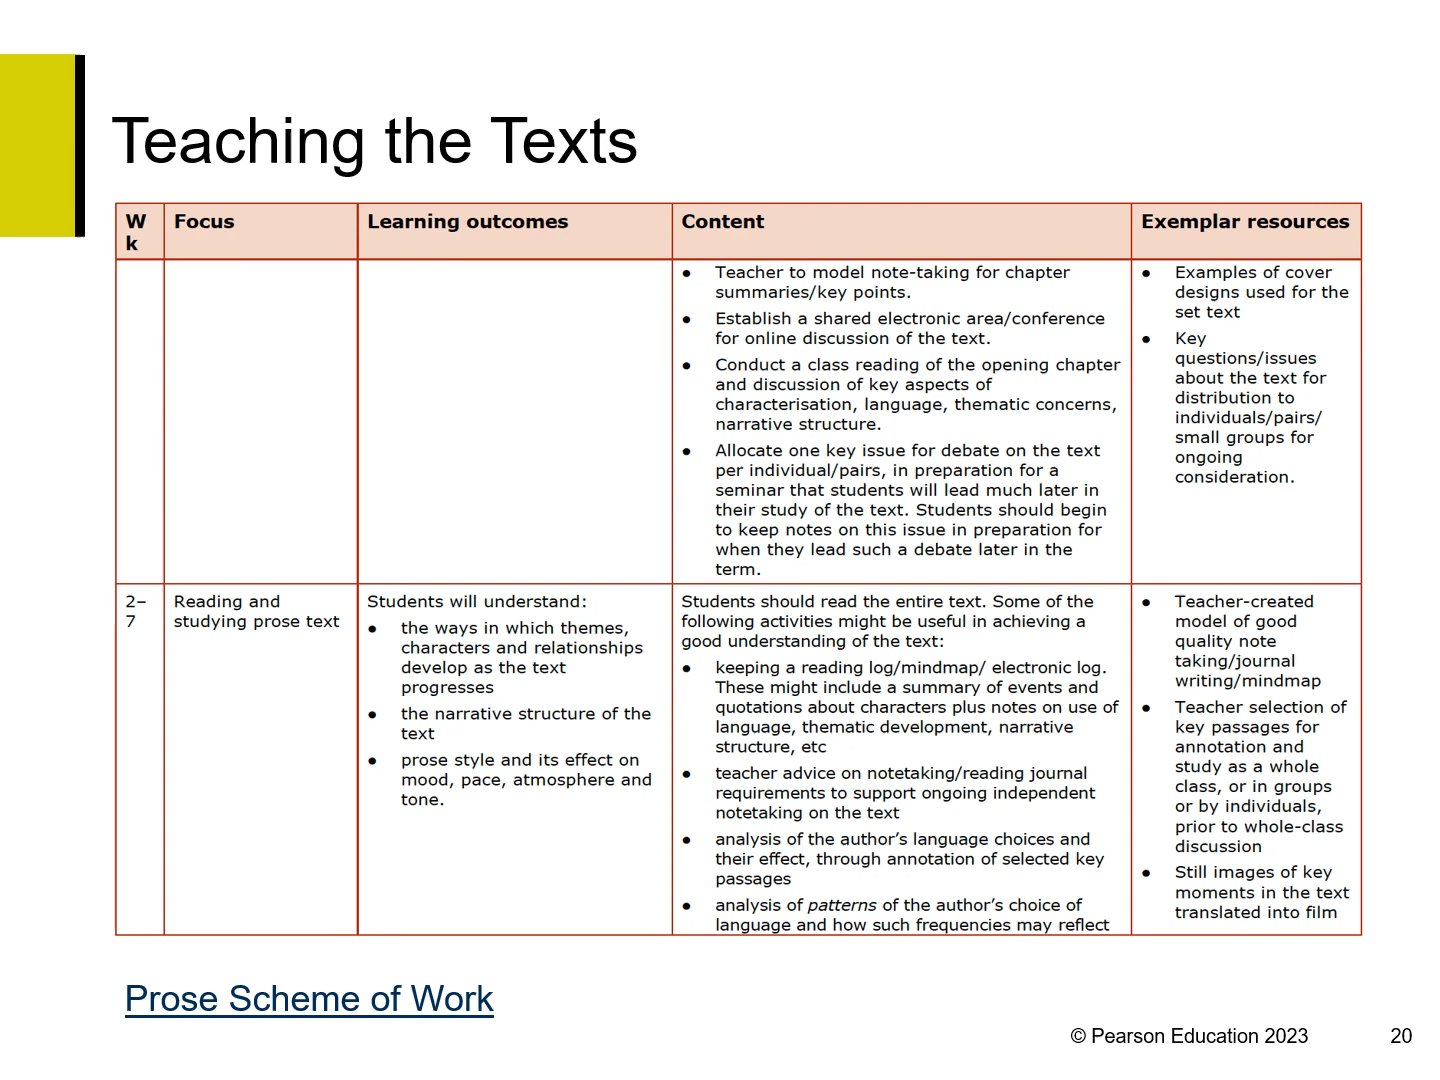 Teaching the Texts
W
k
Focus
Learning outcomes
Content
Exemplar resources
● Teacher to model note-taking for chapter
summaries/key points.
● Establish a shared electronic area/conference
for online discussion of the text.
● Conduct a class reading of the opening chapter
and discussion of key aspects of
characterisation, language, thematic concerns,
narrative structure.
● Allocate one key issue for debate on the text
per individual/pairs, in preparation for a
seminar that students will lead much later in
their study of the text. Students should begin
to keep notes on this issue in preparation for
when they lead such a debate later in the
term.
● Examples of cover
designs used for the
set text
● Key
questions/issues
about the text for
distribution to
individuals/pairs/
small groups for
ongoing
consideration.
2–
7
Reading and
studying prose text
Students will understand:
● the ways in which themes,
characters and relationships
develop as the text
progresses
● the narrative structure of the
text
● prose style and its effect on
mood, pace, atmosphere and
tone.
Students should read the entire text. Some of the
following activities might be useful in achieving a
good understanding of the text:
● keeping a reading log/mindmap/ electronic log.
These might include a summary of events and
quotations about characters plus notes on use of
language, thematic development, narrative
structure, etc
● teacher advice on notetaking/reading journal
requirements to support ongoing independent
notetaking on the text
● analysis of the author’s language choices and
their effect, through annotation of selected key
passages
● analysis of patterns of the author’s choice of
language and how such frequencies may reflect
● Teacher-created
model of good
quality note
taking/journal
writing/mindmap
● Teacher selection of
key passages for
annotation and
study as a whole
class, or in groups
or by individuals,
prior to whole-class
discussion
● Still images of key
moments in the text
translated into film
Prose Scheme of Work
© Pearson Education 2023
20